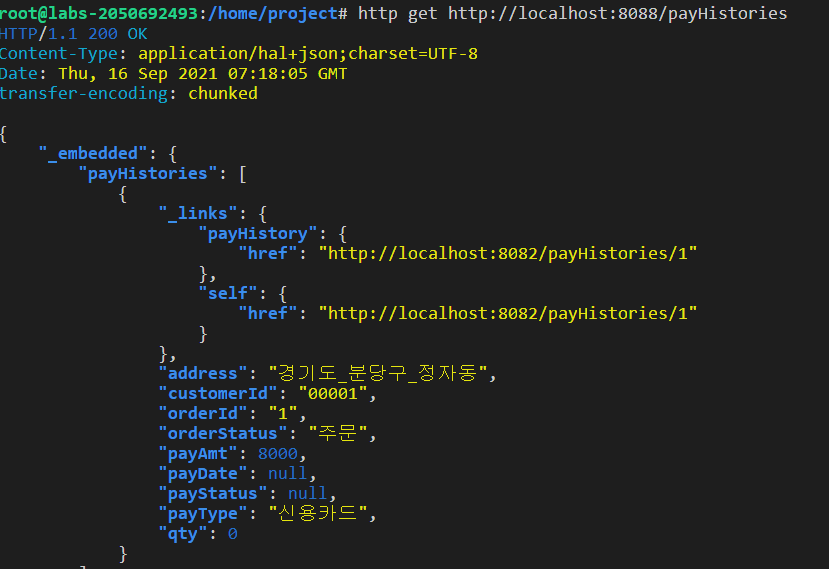 root@labs-2050692493:/home/project# http get http://localhost:8088/payHistories
HTTP/1.1 200 OK
Content-Type: application/hal+json;charset=UTF-8
Date: Thu, 16 Sep 2021 07:18:05 GMT
transfer-encoding: chunked
{
    "_embedded": {
        "payHistories": [
            {
                "_links": {
                    "payHistory": {
                        "href": "http://localhost:8082/payHistories/1"
                    },
                    "self": {
                        "href": "http://localhost:8082/payHistories/1"
                    }
                },
                "address": "경기도_분당구_정자동",
                "customerId": "00001",
                "orderId": "1",
                "orderStatus": "주문",
                "payAmt": 8000,
                "payDate": null,
                "payStatus": null,
                "payType": "신용카드",
                "qty": 0
            }